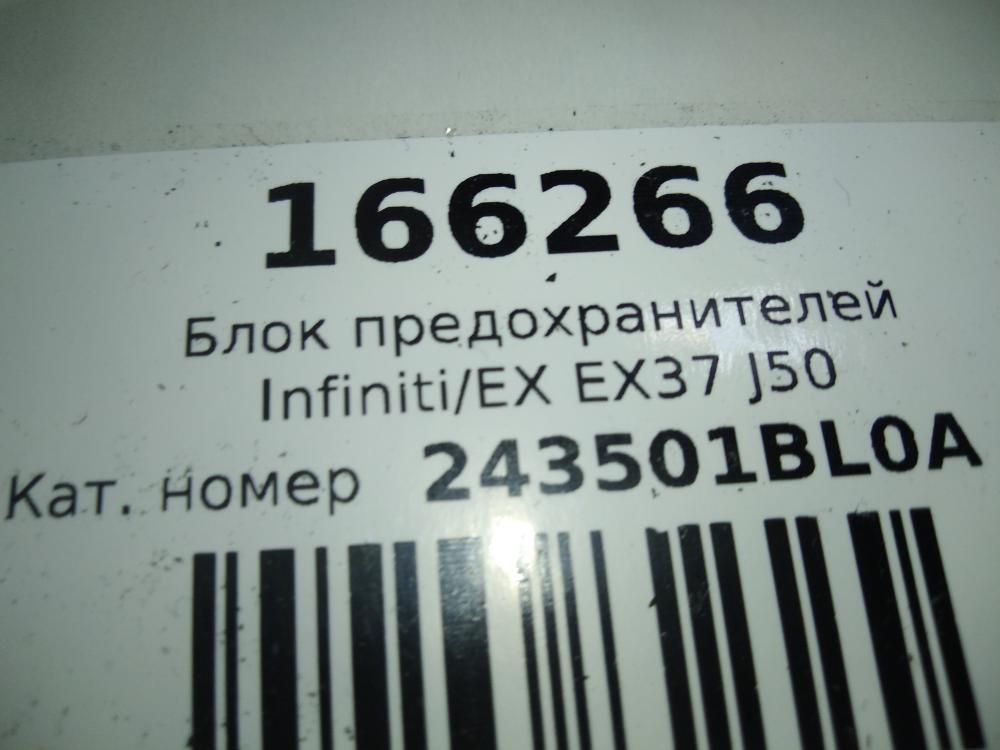 166266
Блок предохранителей
Infiniti/EX EX37 J50
Кат. номер 243501BL0A